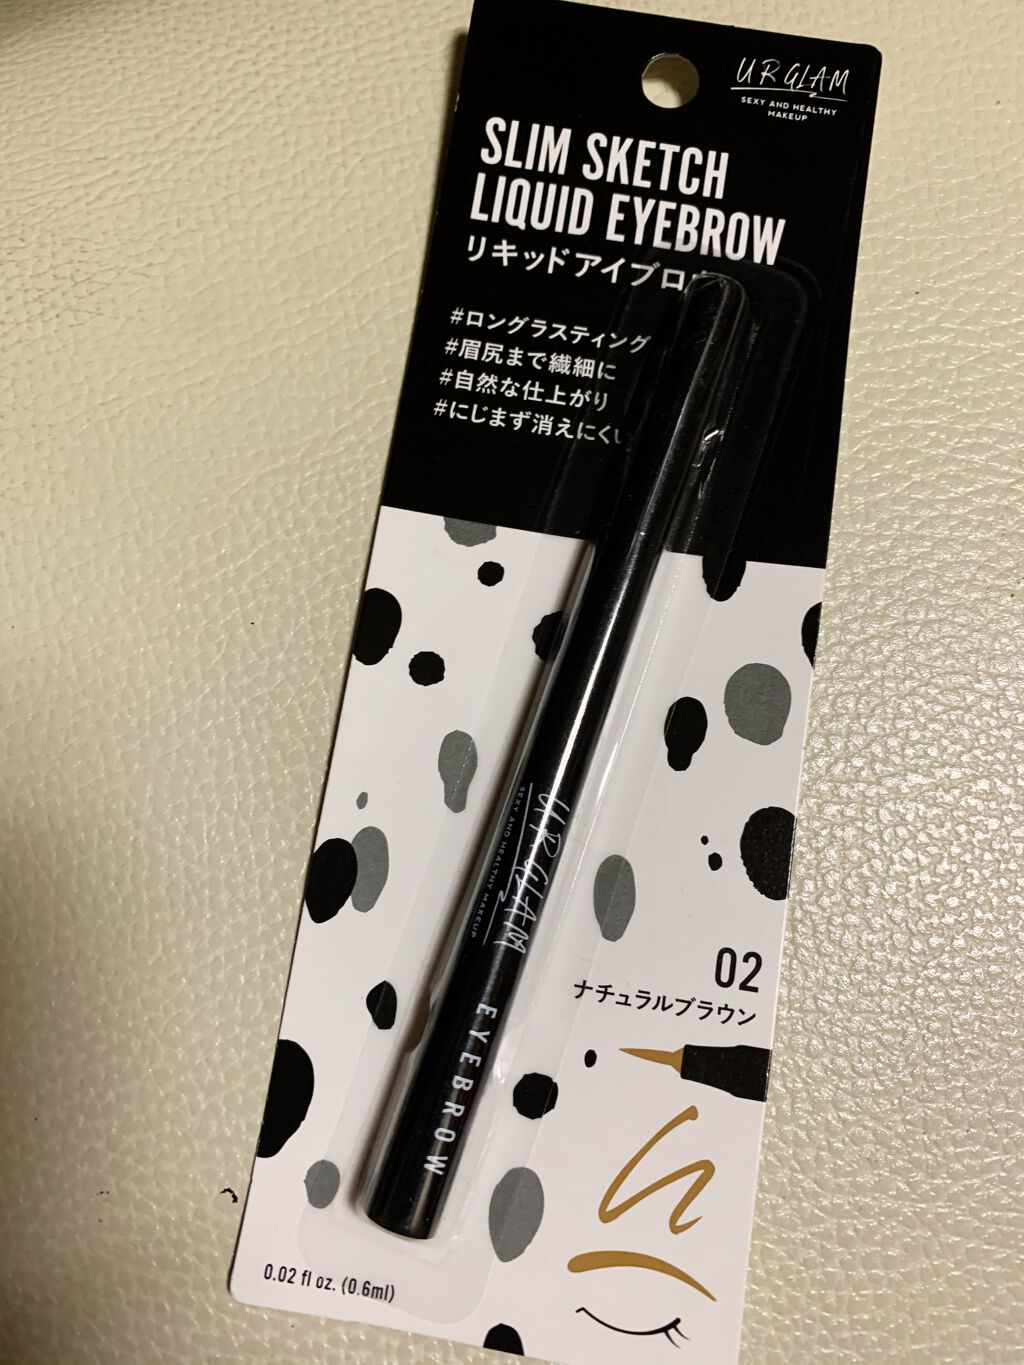 UR GLAM
SEXY AND HEALTHY
MAKEUP
SLIM SKETCH
LIQUID EYEBROW
リキッドアイブロウ
#ロングラスティング
#眉尻まで繊細に
#自然な仕上がり
#にじまず消えにくい
UR GLAM
SEXY AND HEALTHY MAKEUP
EYEBROW
02
ナチュラルブラウン
0.02 fl oz. (0.6ml)